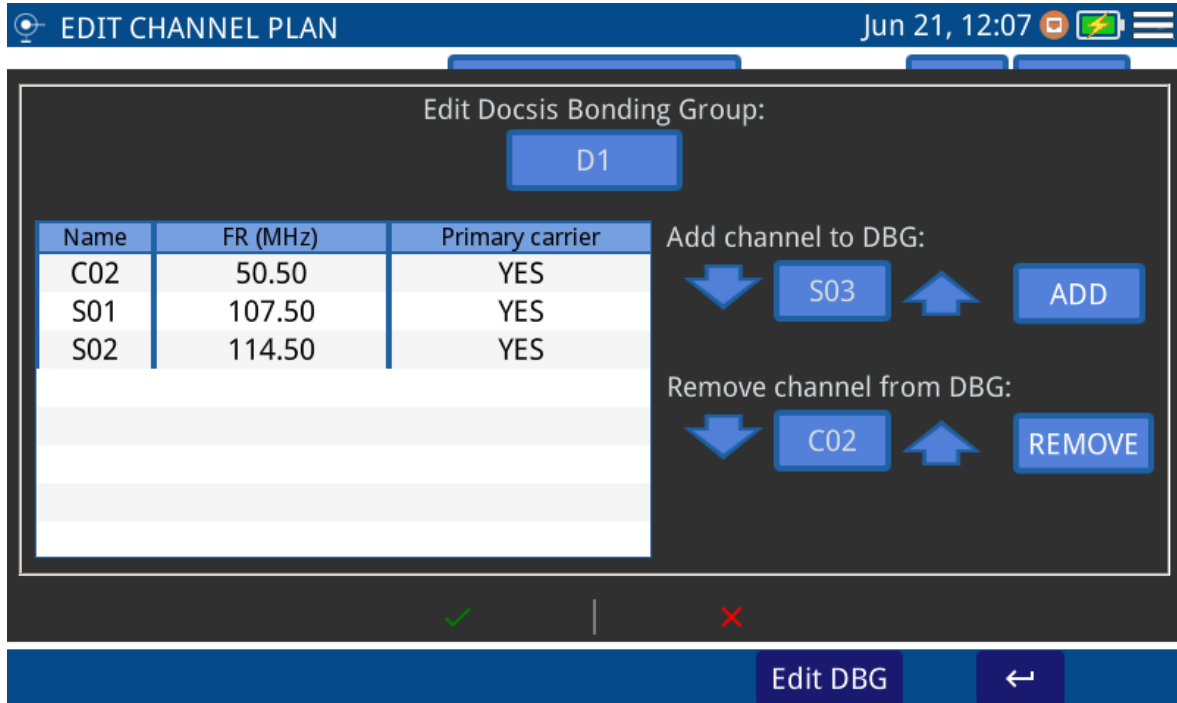 EDIT CHANNEL PLAN
Jun 21, 12:07
Edit Docsis Bonding Group:
D1
Name FR (MHz) Primary carrier
C02 50.50 YES
S01 107.50 YES
S02 114.50 YES
Add channel to DBG:
S03 ADD
Remove channel from DBG:
C02 REMOVE
Edit DBG